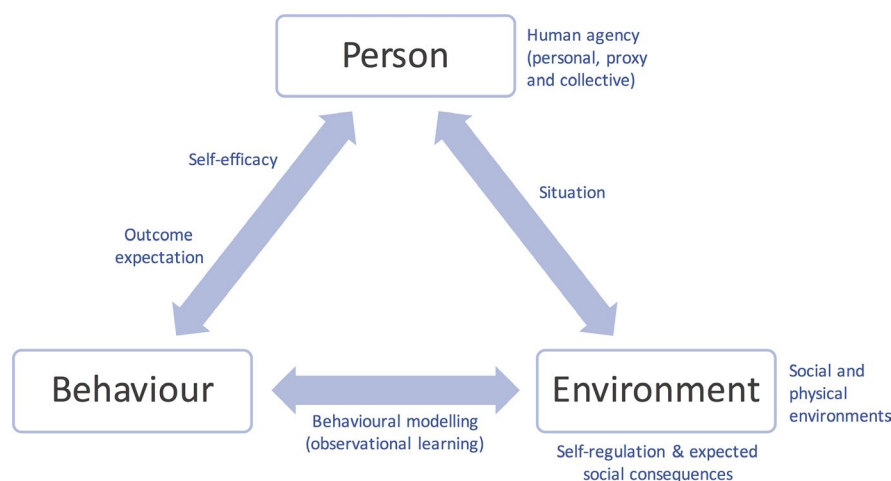 Person
Human agency
(personal, proxy
and collective)
Self-efficacy
Situation
Outcome
expectation
Behaviour
Environment
Social and
physical
environments
Behavioural modelling
(observational learning)
Self-regulation & expected
social consequences